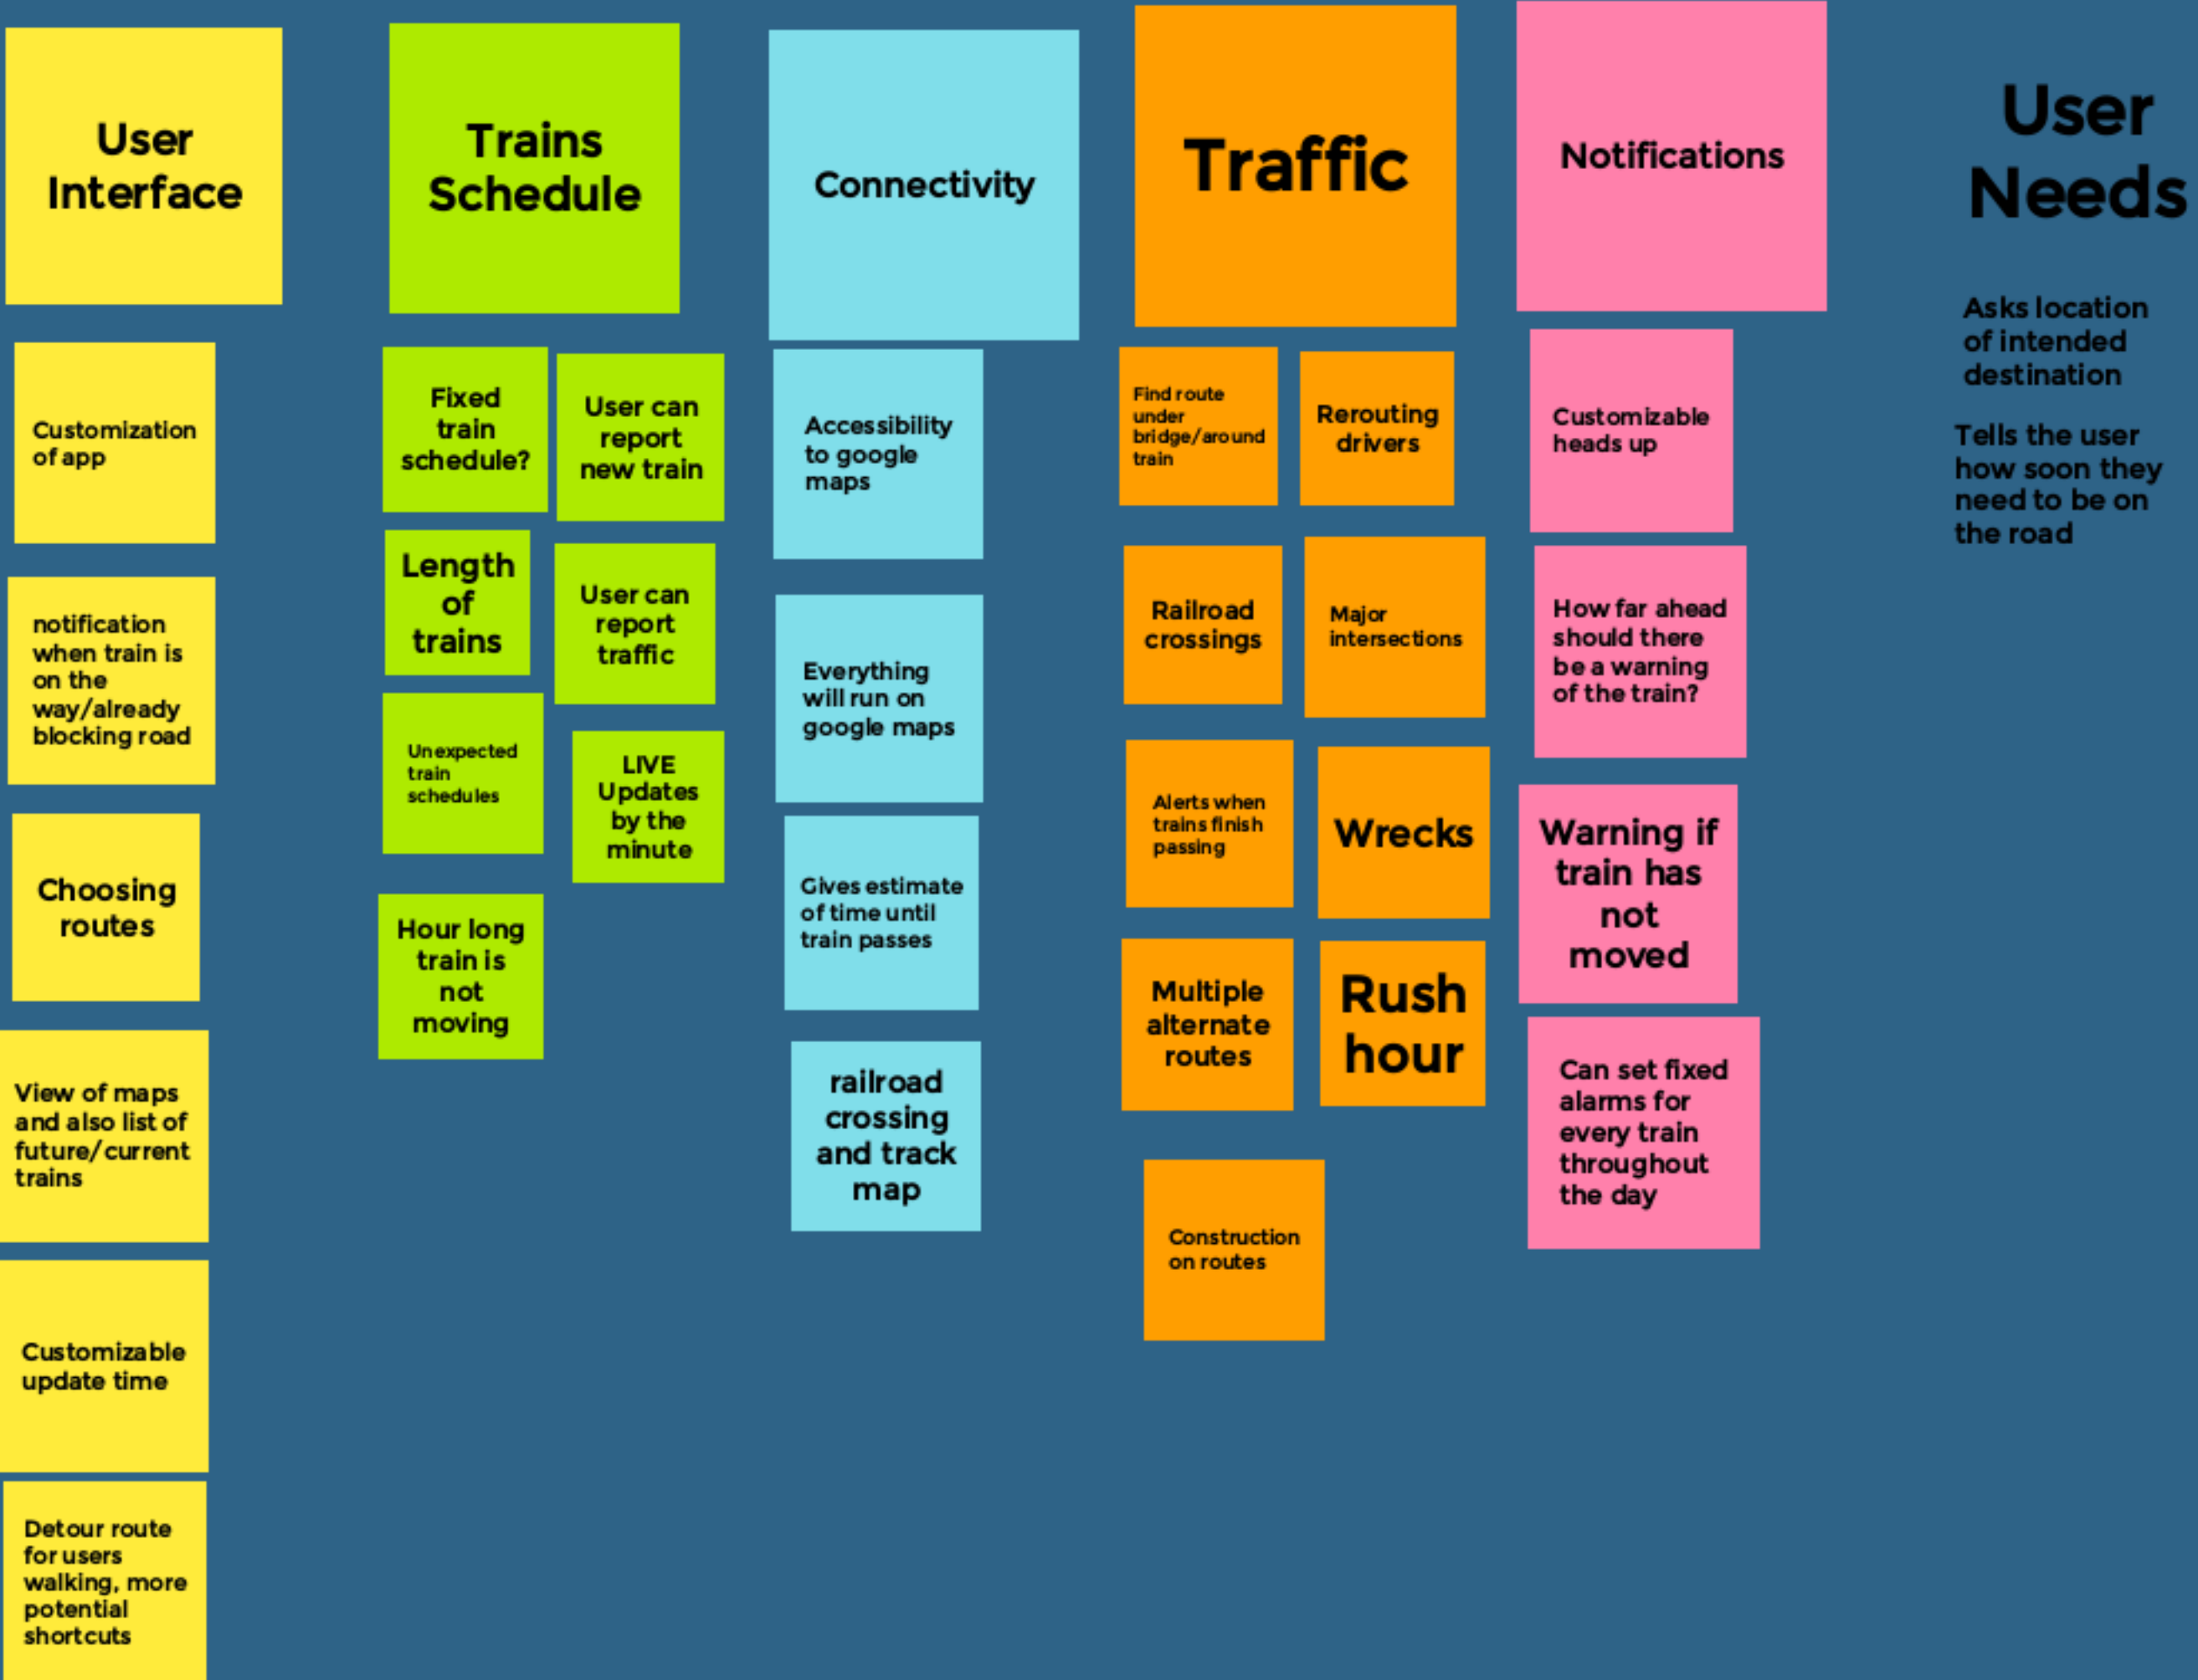 User
Interface
Customization
of app
notification
when train is
on the
way/already
blocking road
Choosing
routes
View of maps
and also list of
future/current
trains
Customizable
update time
Detour route
for users
walking, more
potential
shortcuts
Trains
Schedule
Fixed
train
schedule?
User can
report
new train
Length
of
trains
User can
report
traffic
Unexpected
train
schedules
LIVE
Updates
by the
minute
Hour long
train is
not
moving
Connectivity
Accessibility
to google
maps
Everything
will run on
google maps
Gives estimate
of time until
train passes
railroad
crossing
and track
map
Traffic
Find route
under
bridge/around
train
Rerouting
drivers
Railroad
crossings
Major
intersections
Alerts when
trains finish
passing
Wrecks
Multiple
alternate
routes
Rush
hour
Construction
on routes
Notifications
Customizable
heads up
How far ahead
should there
be a warning
of the train?
Warning if
train has
not
moved
Can set fixed
alarms for
every train
throughout
the day
User
Needs
Asks location
of intended
destination
Tells the user
how soon they
need to be on
the road